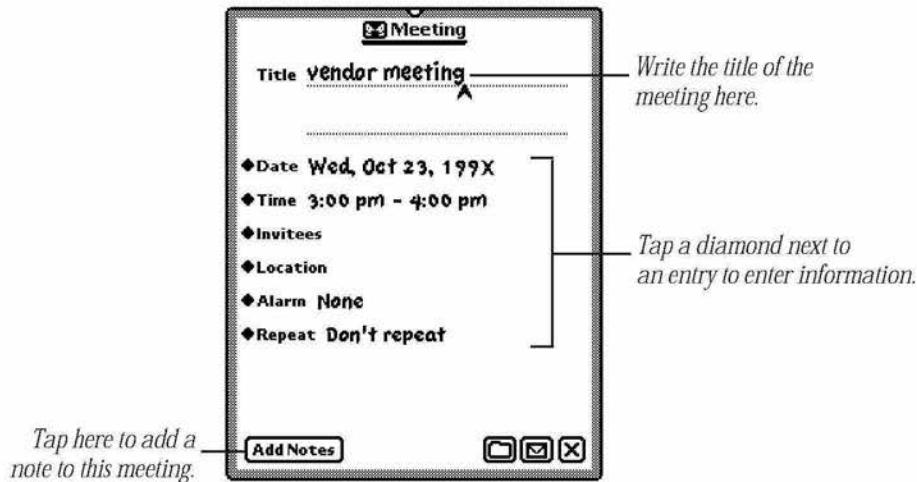 Meeting
Title vendor meeting
Write the title of the
meeting here.
Date Wed, Oct 23, 199X
Time 3:00 pm - 4:00 pm
Invitees
Location
Alarm None
Repeat Don't repeat
Tap a diamond next to
an entry to enter information.
Tap here to add a
note to this meeting.
Add Notes